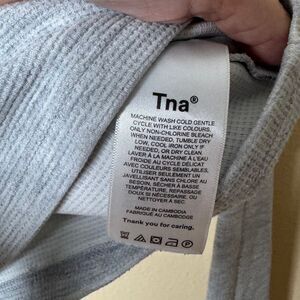 Tna®
MACHINE WASH COLD GENTLE
CYCLE WITH LIKE COLOURS,
ONLY NON-CHLORINE BLEACH
WHEN NEEDED, TUMBLE DRY
LOW, COOL IRON ONLY IF
NEEDED, OR DRY CLEAN.
LAVER À LA MACHINE À L'EAU
FROIDE AU CYCLE DÉLICAT
AVEC COULEURS SEMBLABLES,
UTILISER SEULEMENT UN
JAVELLISANT SANS CHLORE AU
BESOIN, SÉCHER À BASSE
TEMPÉRATURE, REPASSAGE
DOUX SI NÉCESSAIRE, OU
NETTOYER À SEC.
MADE IN CAMBODIA
FABRIQUÉ AU CAMBODGE
Tnank you for caring.